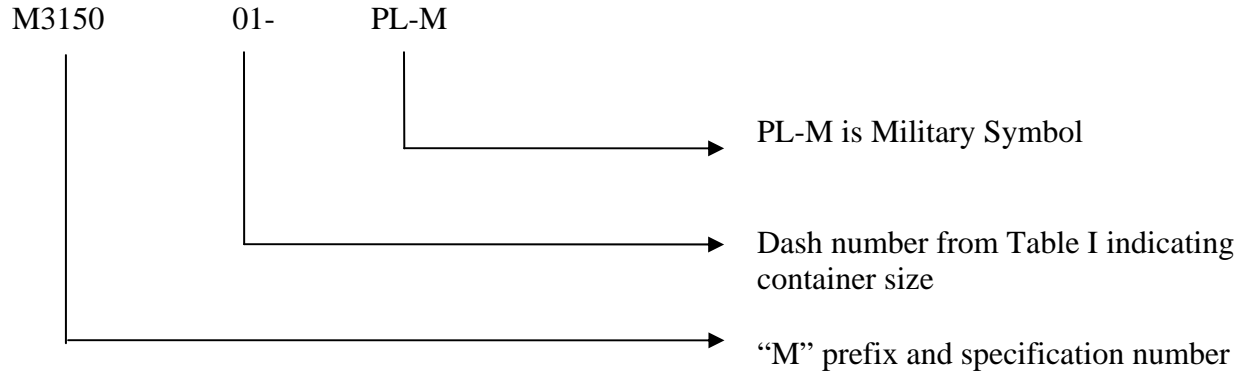 M3150 01- PL-M
PL-M is Military Symbol
Dash number from Table I indicating
container size
“M” prefix and specification number